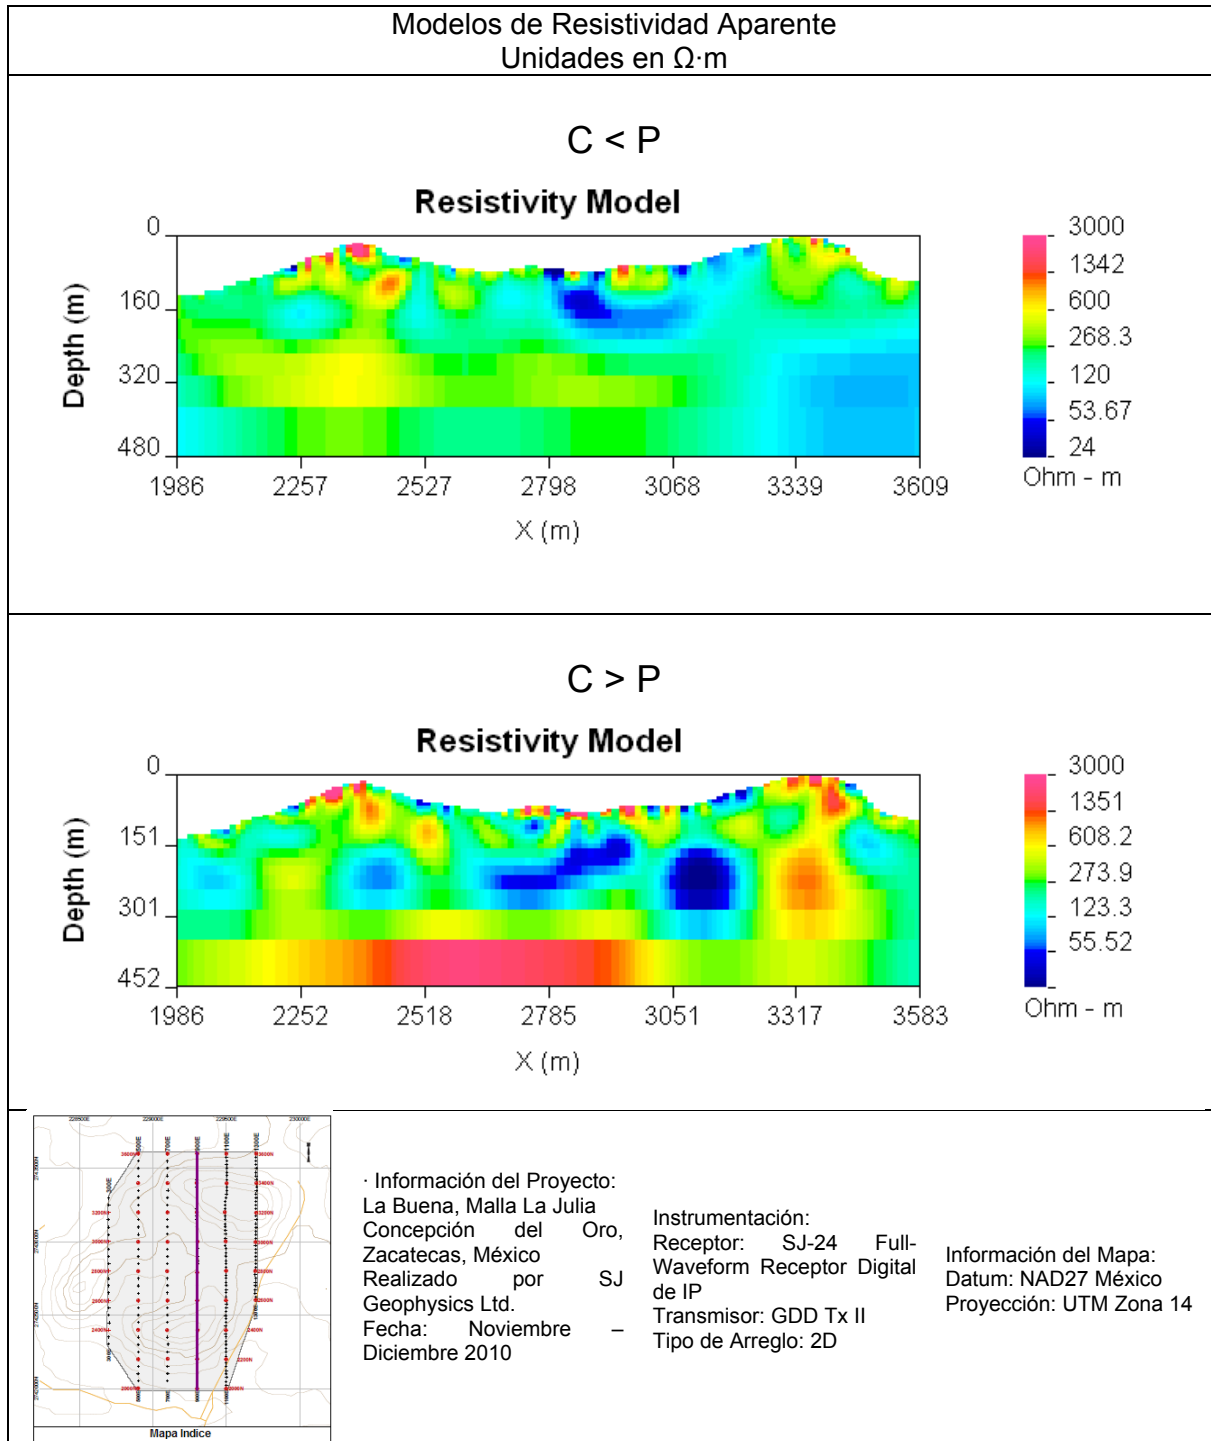 Modelos de Resistividad Aparente
Unidades en Ω·m
C < P
Resistivity Model
0
160
320
480
Depth (m)
1986 2257 2527 2798 3068 3339 3609
X (m)
3000
1342
600
268.3
120
53.67
24
Ohm - m
C > P
Resistivity Model
0
151
301
452
Depth (m)
1986 2252 2518 2785 3051 3317 3583
X (m)
3000
1351
608.2
273.9
123.3
55.52
Ohm - m
Mapa Indice
· Información del Proyecto:
La Buena, Malla La Julia
Concepción del Oro,
Zacatecas, México
Realizado por SJ
Geophysics Ltd.
Fecha: Noviembre –
Diciembre 2010
Instrumentación:
Receptor: SJ-24 Full-
Waveform Receptor Digital
de IP
Transmisor: GDD Tx II
Tipo de Arreglo: 2D
Información del Mapa:
Datum: NAD27 México
Proyección: UTM Zona 14